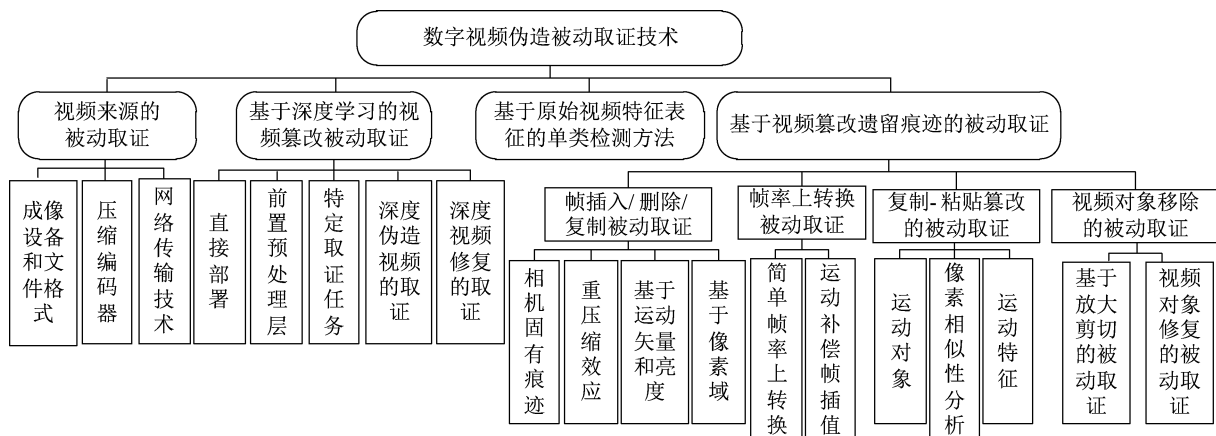 数字视频伪造被动取证技术
视频来源的
被动取证
基于深度学习的视
频篡改被动取证
基于原始视频特征表
征的单类检测方法
基于视频篡改遗留痕迹的被动取证
成像
设备
和文
件格
式
压缩编码器
网络传输技术
直接部署
前置预处理层
特定取证任务
深度
伪造
视频
的取
证
深度
视频
修复
的取
证
帧插入/删除/
复制被动取证
帧率上转换
被动取证
复制-粘贴篡改
的被动取证
视频对象移除
的被动取证
相机固有痕迹
重压缩效应
基于
运动
矢量
和亮
度
基于像素域
简单帧率上转换
运动补偿帧插值
运动对象
像素相似性分析
运动特征
基于
放大
剪切
的被
动取
证
视频
对象
修复
的被
动取
证